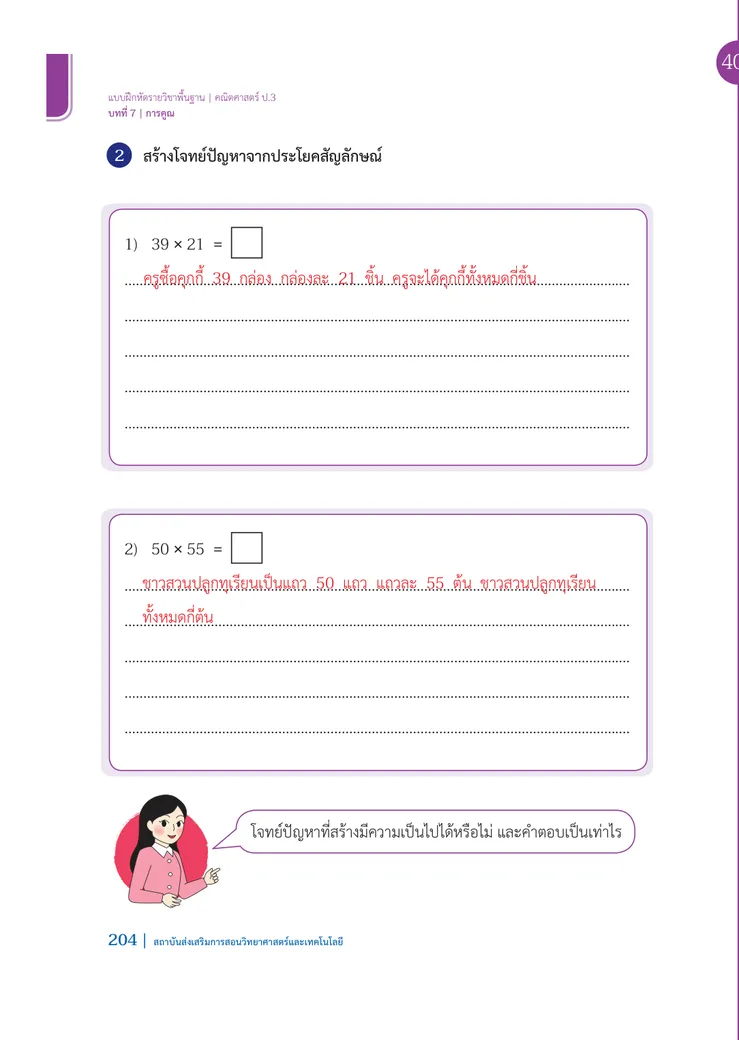 40
แบบฝึกหัดรายวิชาพื้นฐาน | คณิตศาสตร์ ป.3
บทที่ 7 | การคูณ
2 สร้างโจทย์ปัญหาจากประโยคสัญลักษณ์
1) 39 × 21 =
ครูซื้อคุกกี้ 39 กล่อง กล่องละ 21 ชิ้น ครูจะได้คุกกี้ทั้งหมดกี่ชิ้น
2) 50 × 55 =
ชาวสวนปลูกทุเรียนเป็นแถว 50 แถว แถวละ 55 ต้น ชาวสวนปลูกทุเรียน
ทั้งหมดกี่ต้น
โจทย์ปัญหาที่สร้างมีความเป็นไปได้หรือไม่ และคำตอบเป็นเท่าไร
204 | สถาบันส่งเสริมการสอนวิทยาศาสตร์และเทคโนโลยี